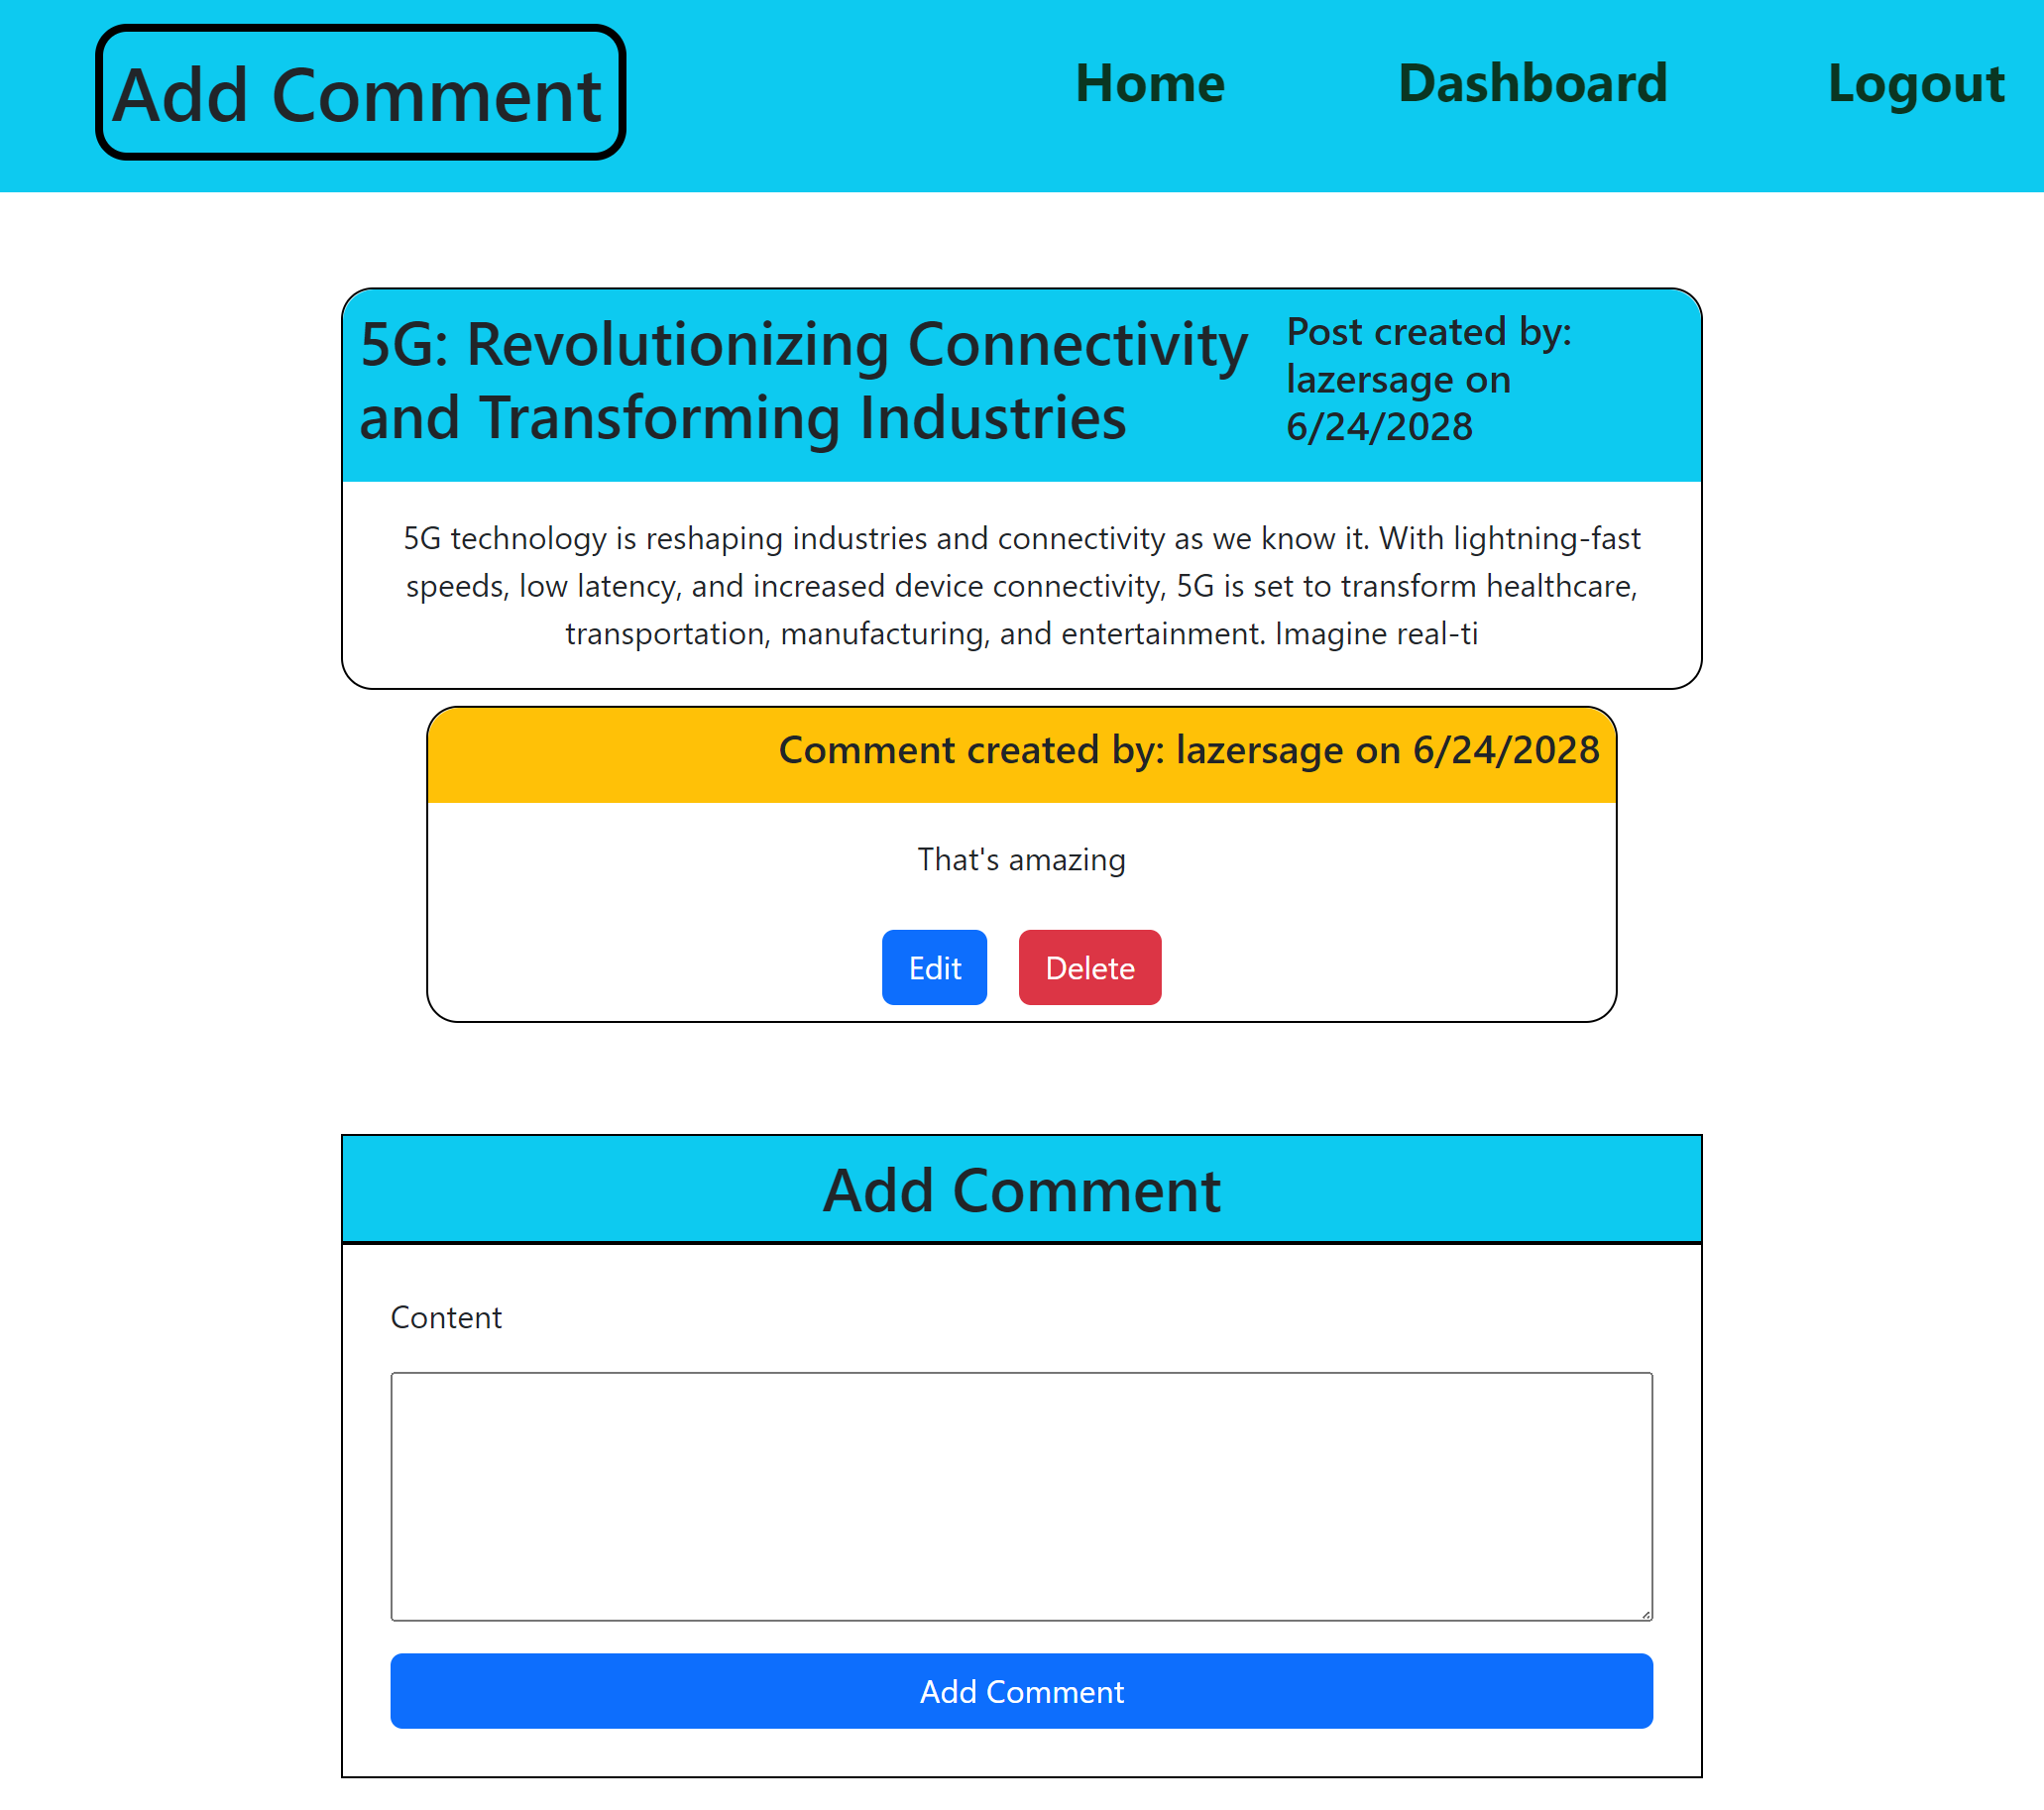 Add Comment
Home Dashboard Logout
5G: Revolutionizing Connectivity
and Transforming Industries
Post created by:
lazersage on
6/24/2028
5G technology is reshaping industries and connectivity as we know it. With lightning-fast
speeds, low latency, and increased device connectivity, 5G is set to transform healthcare,
transportation, manufacturing, and entertainment. Imagine real-ti
Comment created by: lazersage on 6/24/2028
That's amazing
Edit Delete
Add Comment
Content
Add Comment